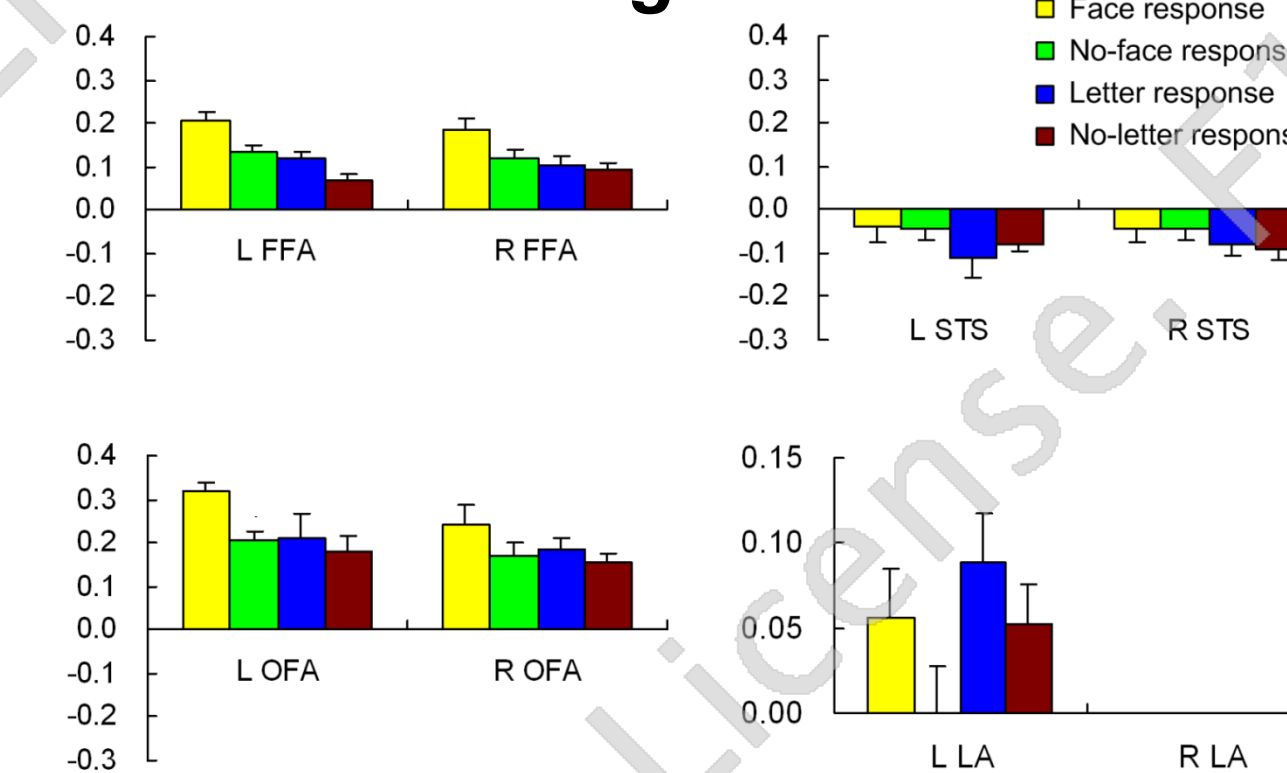 g
Face response
No-face respons
Letter response
No-letter respons
0.4
0.3
0.2
0.1
0.0
-0.1
-0.2
-0.3
L FFA
R FFA
0.4
0.3
0.2
0.1
0.0
-0.1
-0.2
-0.3
L STS
R STS
0.4
0.3
0.2
0.1
0.0
-0.1
-0.2
-0.3
L OFA
R OFA
0.15
0.10
0.05
0.00
L LA
R LA
License.